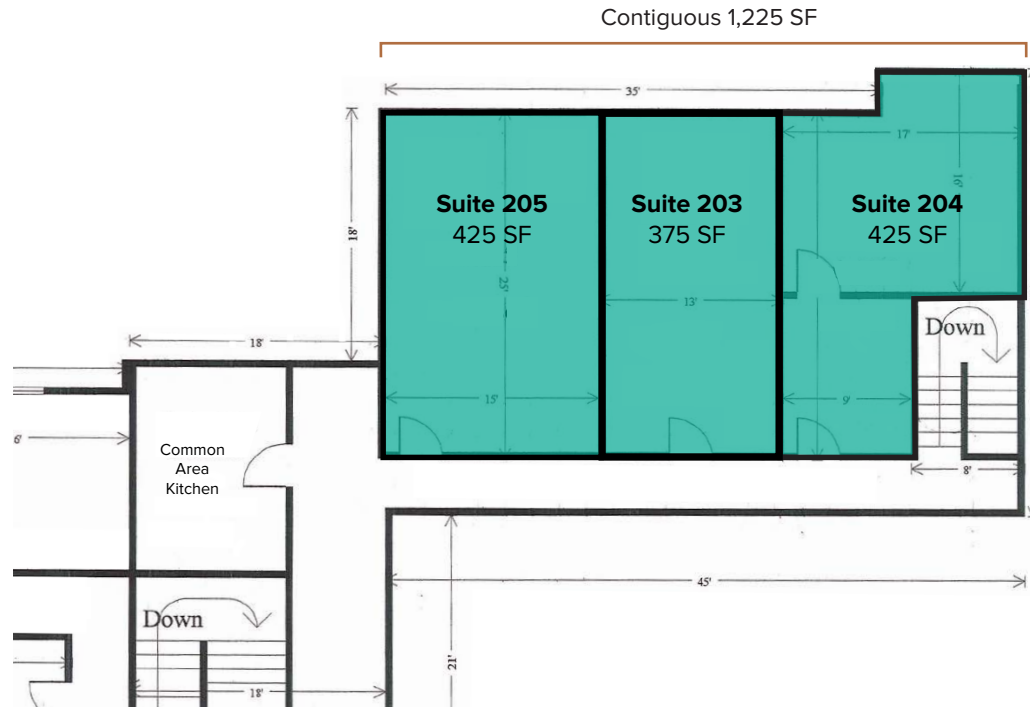 Contiguous 1,225 SF
35'
17'
16'
18'
Suite 205
425 SF
Suite 203
375 SF
Suite 204
425 SF
25'
13'
Down
18'
15'
9'
6'
Common
Area
Kitchen
8'
45'
Down
21'
18'